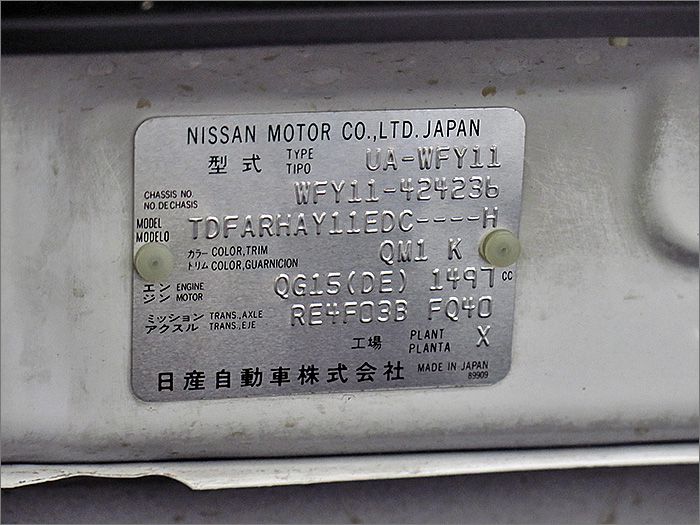 NISSAN MOTOR CO.,LTD. JAPAN
型式 TYPE TIPO UA-WFY11
CHASSIS NO. NO.DE CHASIS WFY11-424236
MODEL MODELO TDFARHAY11EDC----H
カラー COLOR,TRIM QM1 K
トリム COLOR,GUARNICION
エンジン ENGINE MOTOR QG15(DE) 1497 CC
ミッション TRANS.,AXLE RE4F03B FQ40
アクスル TRANS.,EJE
工場 PLANT PLANTA X
日産自動車株式会社 MADE IN JAPAN
89909